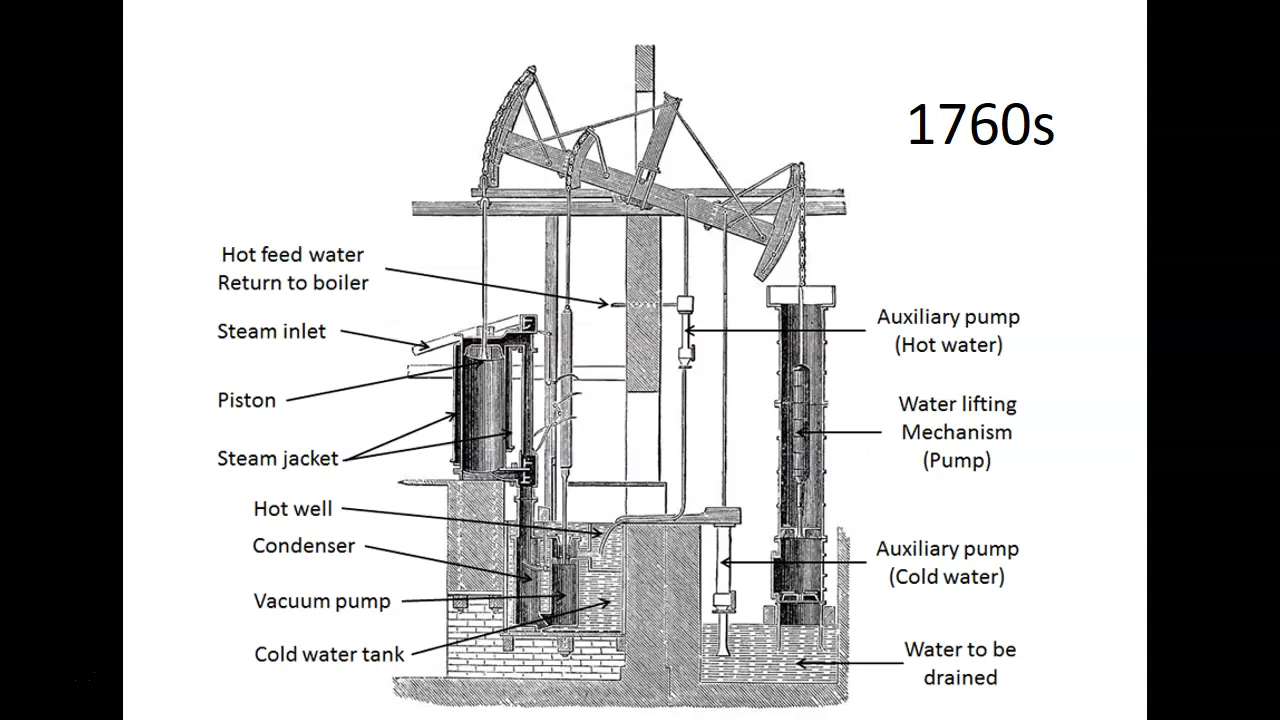 1760s
Hot feed water
Return to boiler
Steam inlet
Piston
Steam jacket
Hot well
Condenser
Vacuum pump
Cold water tank
Auxiliary pump
(Hot water)
Water lifting
Mechanism
(Pump)
Auxiliary pump
(Cold water)
Water to be
drained